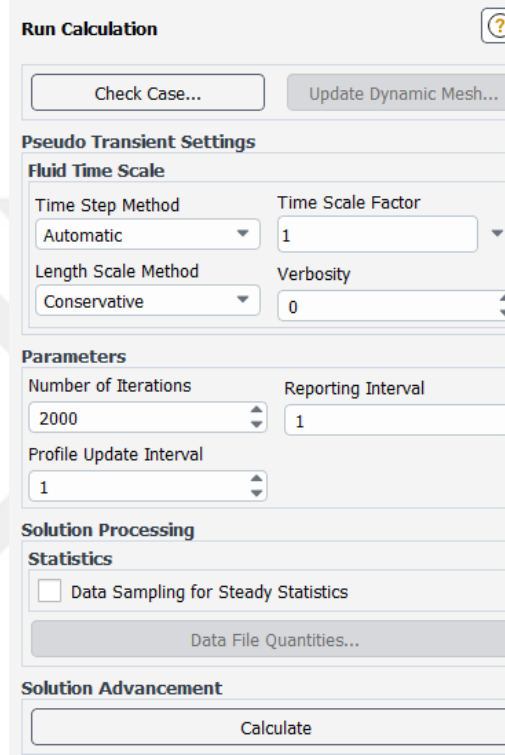 Run Calculation
?
Check Case... Update Dynamic Mesh...
Pseudo Transient Settings
Fluid Time Scale
Time Step Method Time Scale Factor
Automatic 1
Length Scale Method Verbosity
Conservative 0
Parameters
Number of Iterations Reporting Interval
2000 1
Profile Update Interval
1
Solution Processing
Statistics
Data Sampling for Steady Statistics
Data File Quantities...
Solution Advancement
Calculate